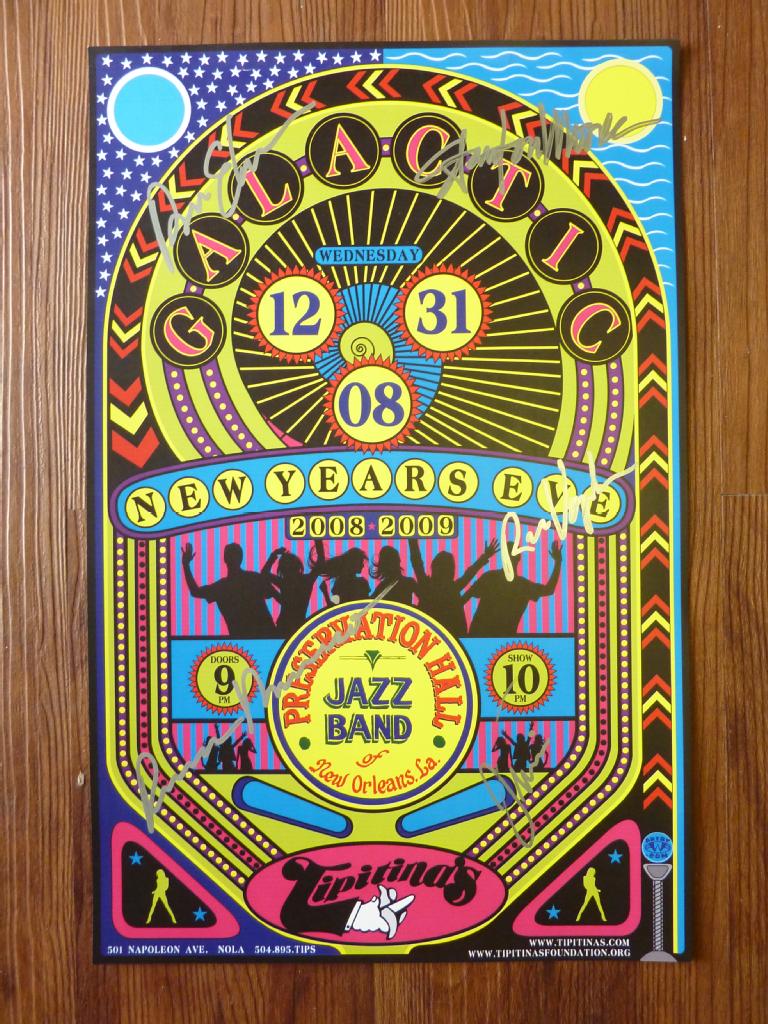 GALACTIC
WEDNESDAY
12 31
08
NEW YEARS EVE
2008 ★ 2009
PRESERVATION HALL
JAZZ
BAND
of
New Orleans, La.
DOORS
9
PM
SHOW
10
PM
Tipitina's
501 NAPOLEON AVE. NOLA 504.895.TIPS
WWW.TIPITINAS.COM
WWW.TIPITINASFOUNDATION.ORG
Stanton Moore